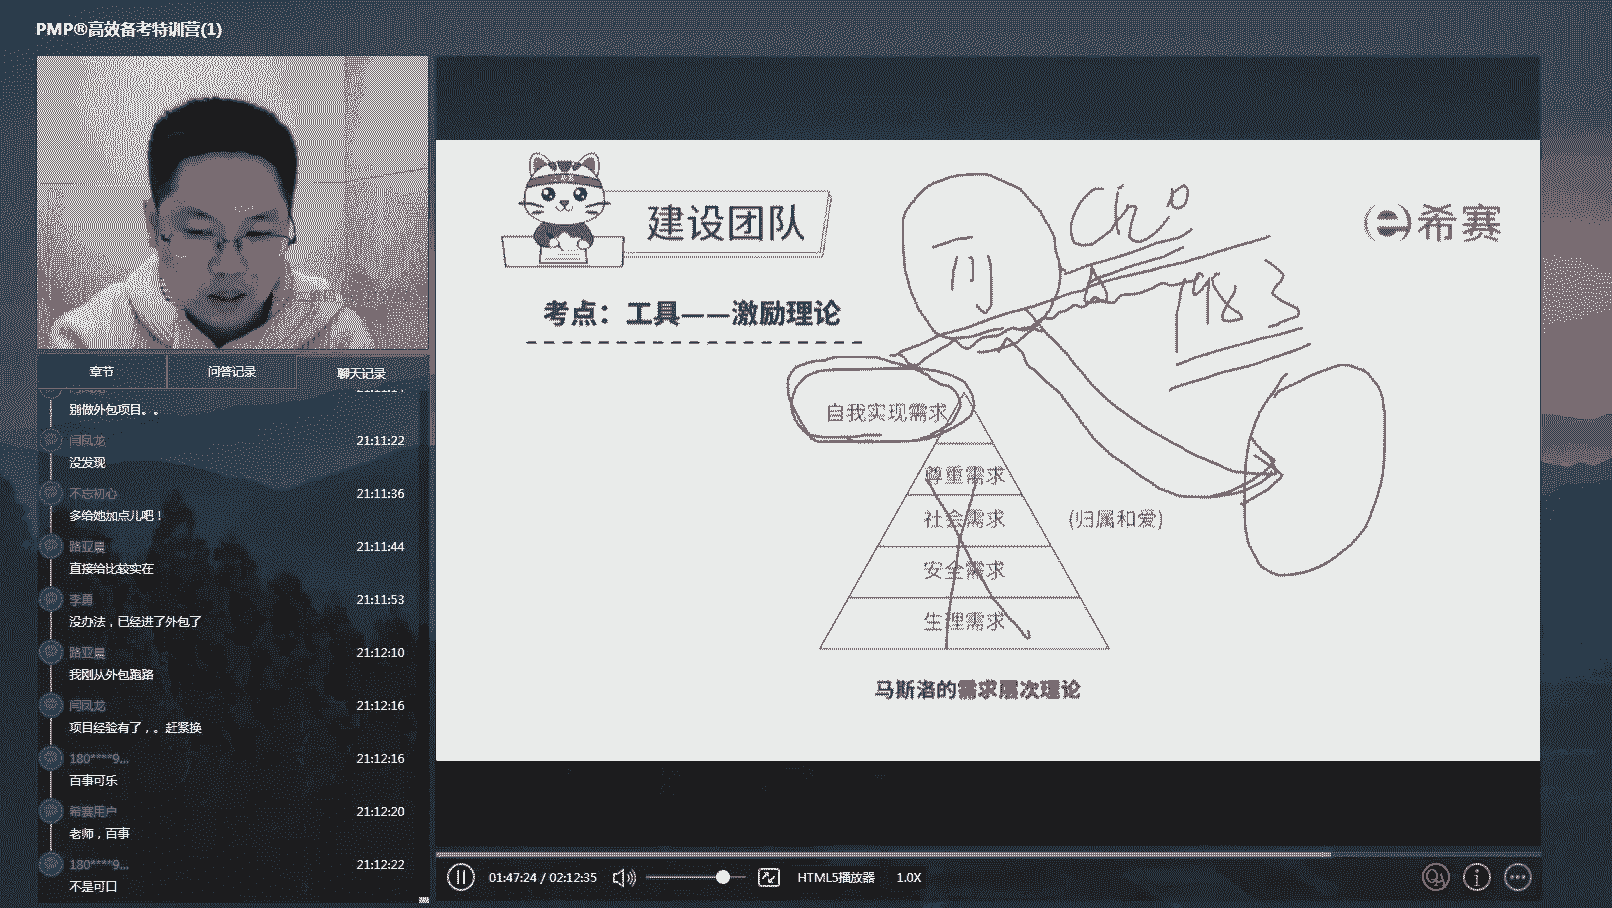 PMP®高效备考特训营(1)
章节
问答记录
聊天记录
别做外包项目。。
闫凤龙
21:11:22
没发现
不忘初心
21:11:36
多给她加点儿吧！
路亚晨
21:11:44
直接给比较实在
李勇
21:11:53
没办法，已经进了外包了
路亚晨
21:12:10
我刚从外包跑路
闫凤龙
21:12:16
项目经验有了，。赶紧换
180****9...
21:12:16
百事可乐
希赛用户
21:12:20
老师，百事
180****9...
21:12:22
不是可口
建设团队
希赛
考点：工具——激励理论
1983
自我实现需求
尊重需求
社会需求
(归属和爱)
安全需求
生理需求
马斯洛的需求层次理论
01:47:24 / 02:12:35
HTML5播放器
1.0X